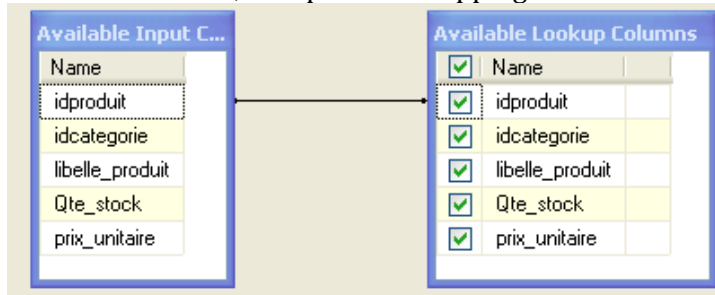 Available Input C...
Name
idproduit
idcategorie
libelle_produit
Qte_stock
prix_unitaire
Available Lookup Columns
Name
idproduit
idcategorie
libelle_produit
Qte_stock
prix_unitaire